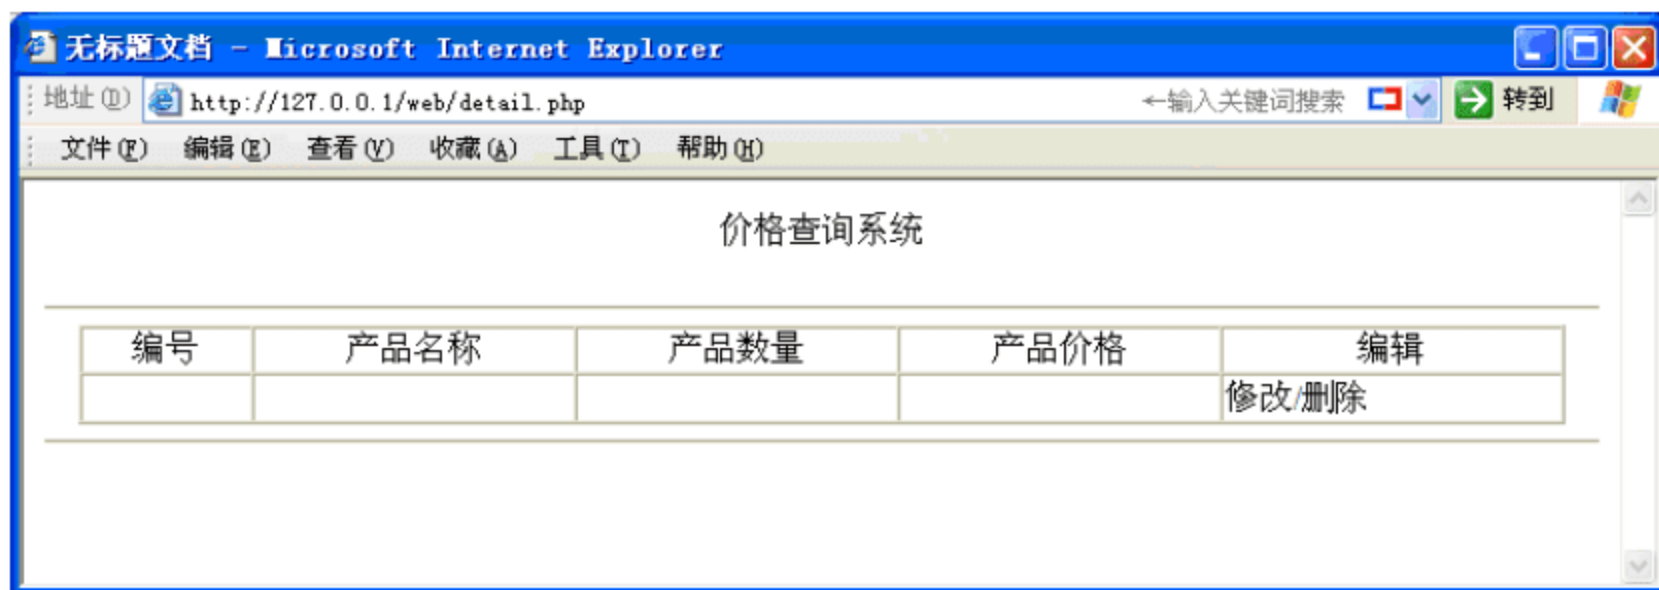 无标题文档 - Microsoft Internet Explorer
地址(D) http://127.0.0.1/web/detail.php ←输入关键词搜索 转到
文件(F) 编辑(E) 查看(V) 收藏(A) 工具(T) 帮助(H)
价格查询系统
编号 产品名称 产品数量 产品价格 编辑
修改/删除